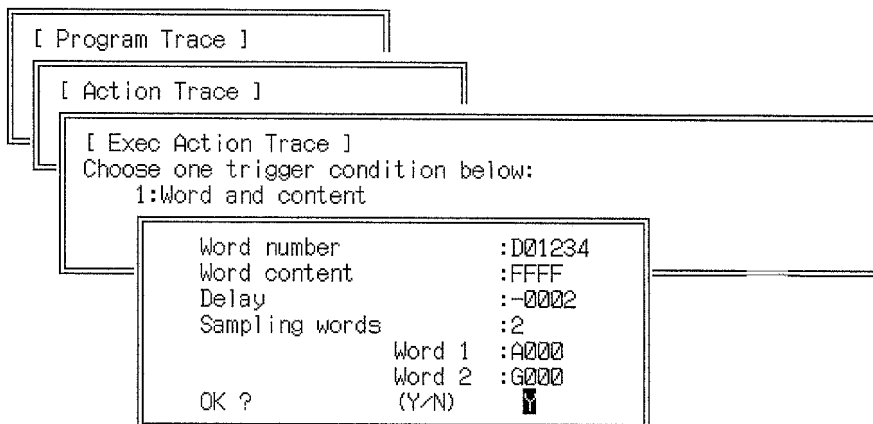 [ Program Trace ]
[ Action Trace ]
[ Exec Action Trace ]
Choose one trigger condition below:
1:Word and content
Word number :D01234
Word content :FFFF
Delay :-0002
Sampling words :2
Word 1 :A000
Word 2 :G000
OK ? (Y/N) Y